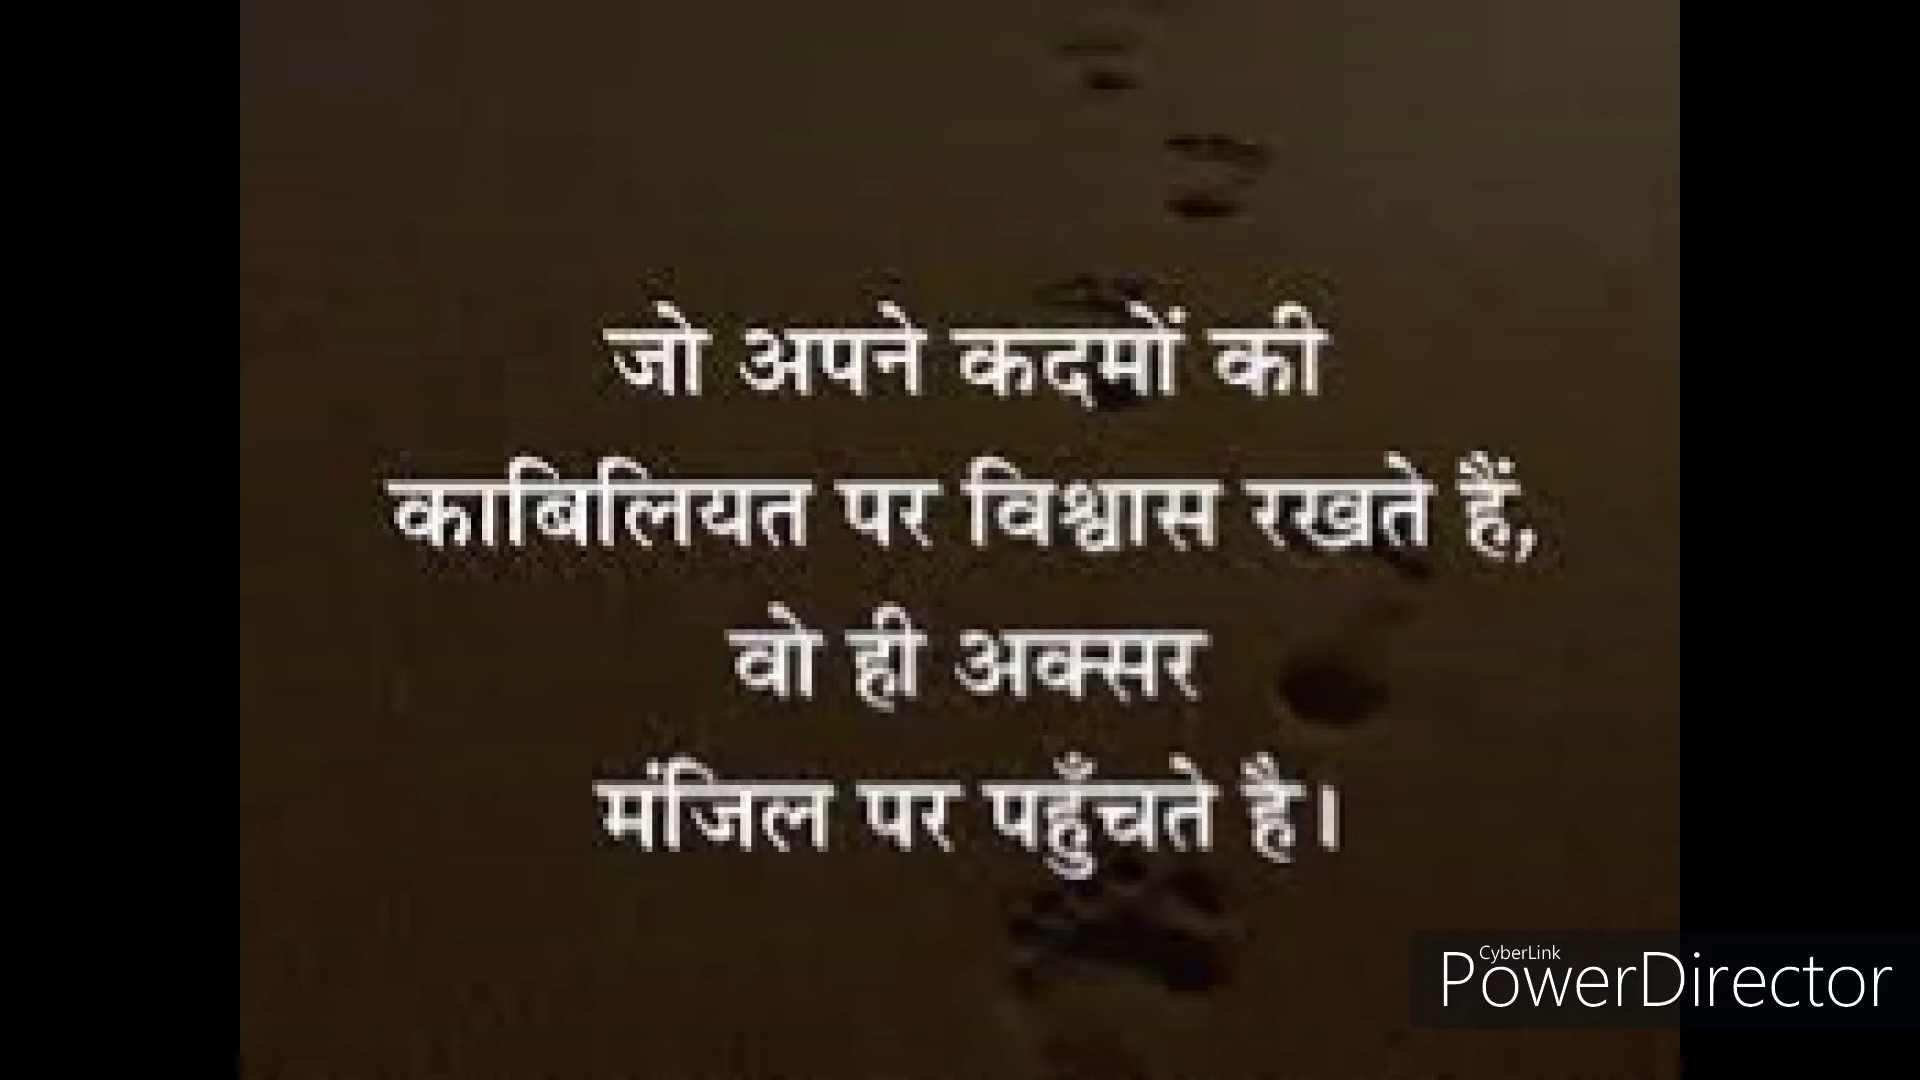 जो अपने कदमों की
काबिलियत पर विश्वास रखते हैं,
वो ही अक्सर
मंजिल पर पहुँचते है।
CyberLink
PowerDirector